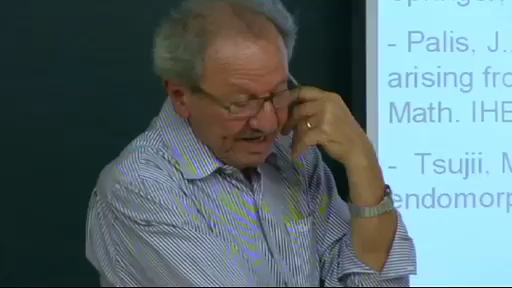 - Palis, J.
arising fro
Math. IHE
- Tsujii, M
endomorp